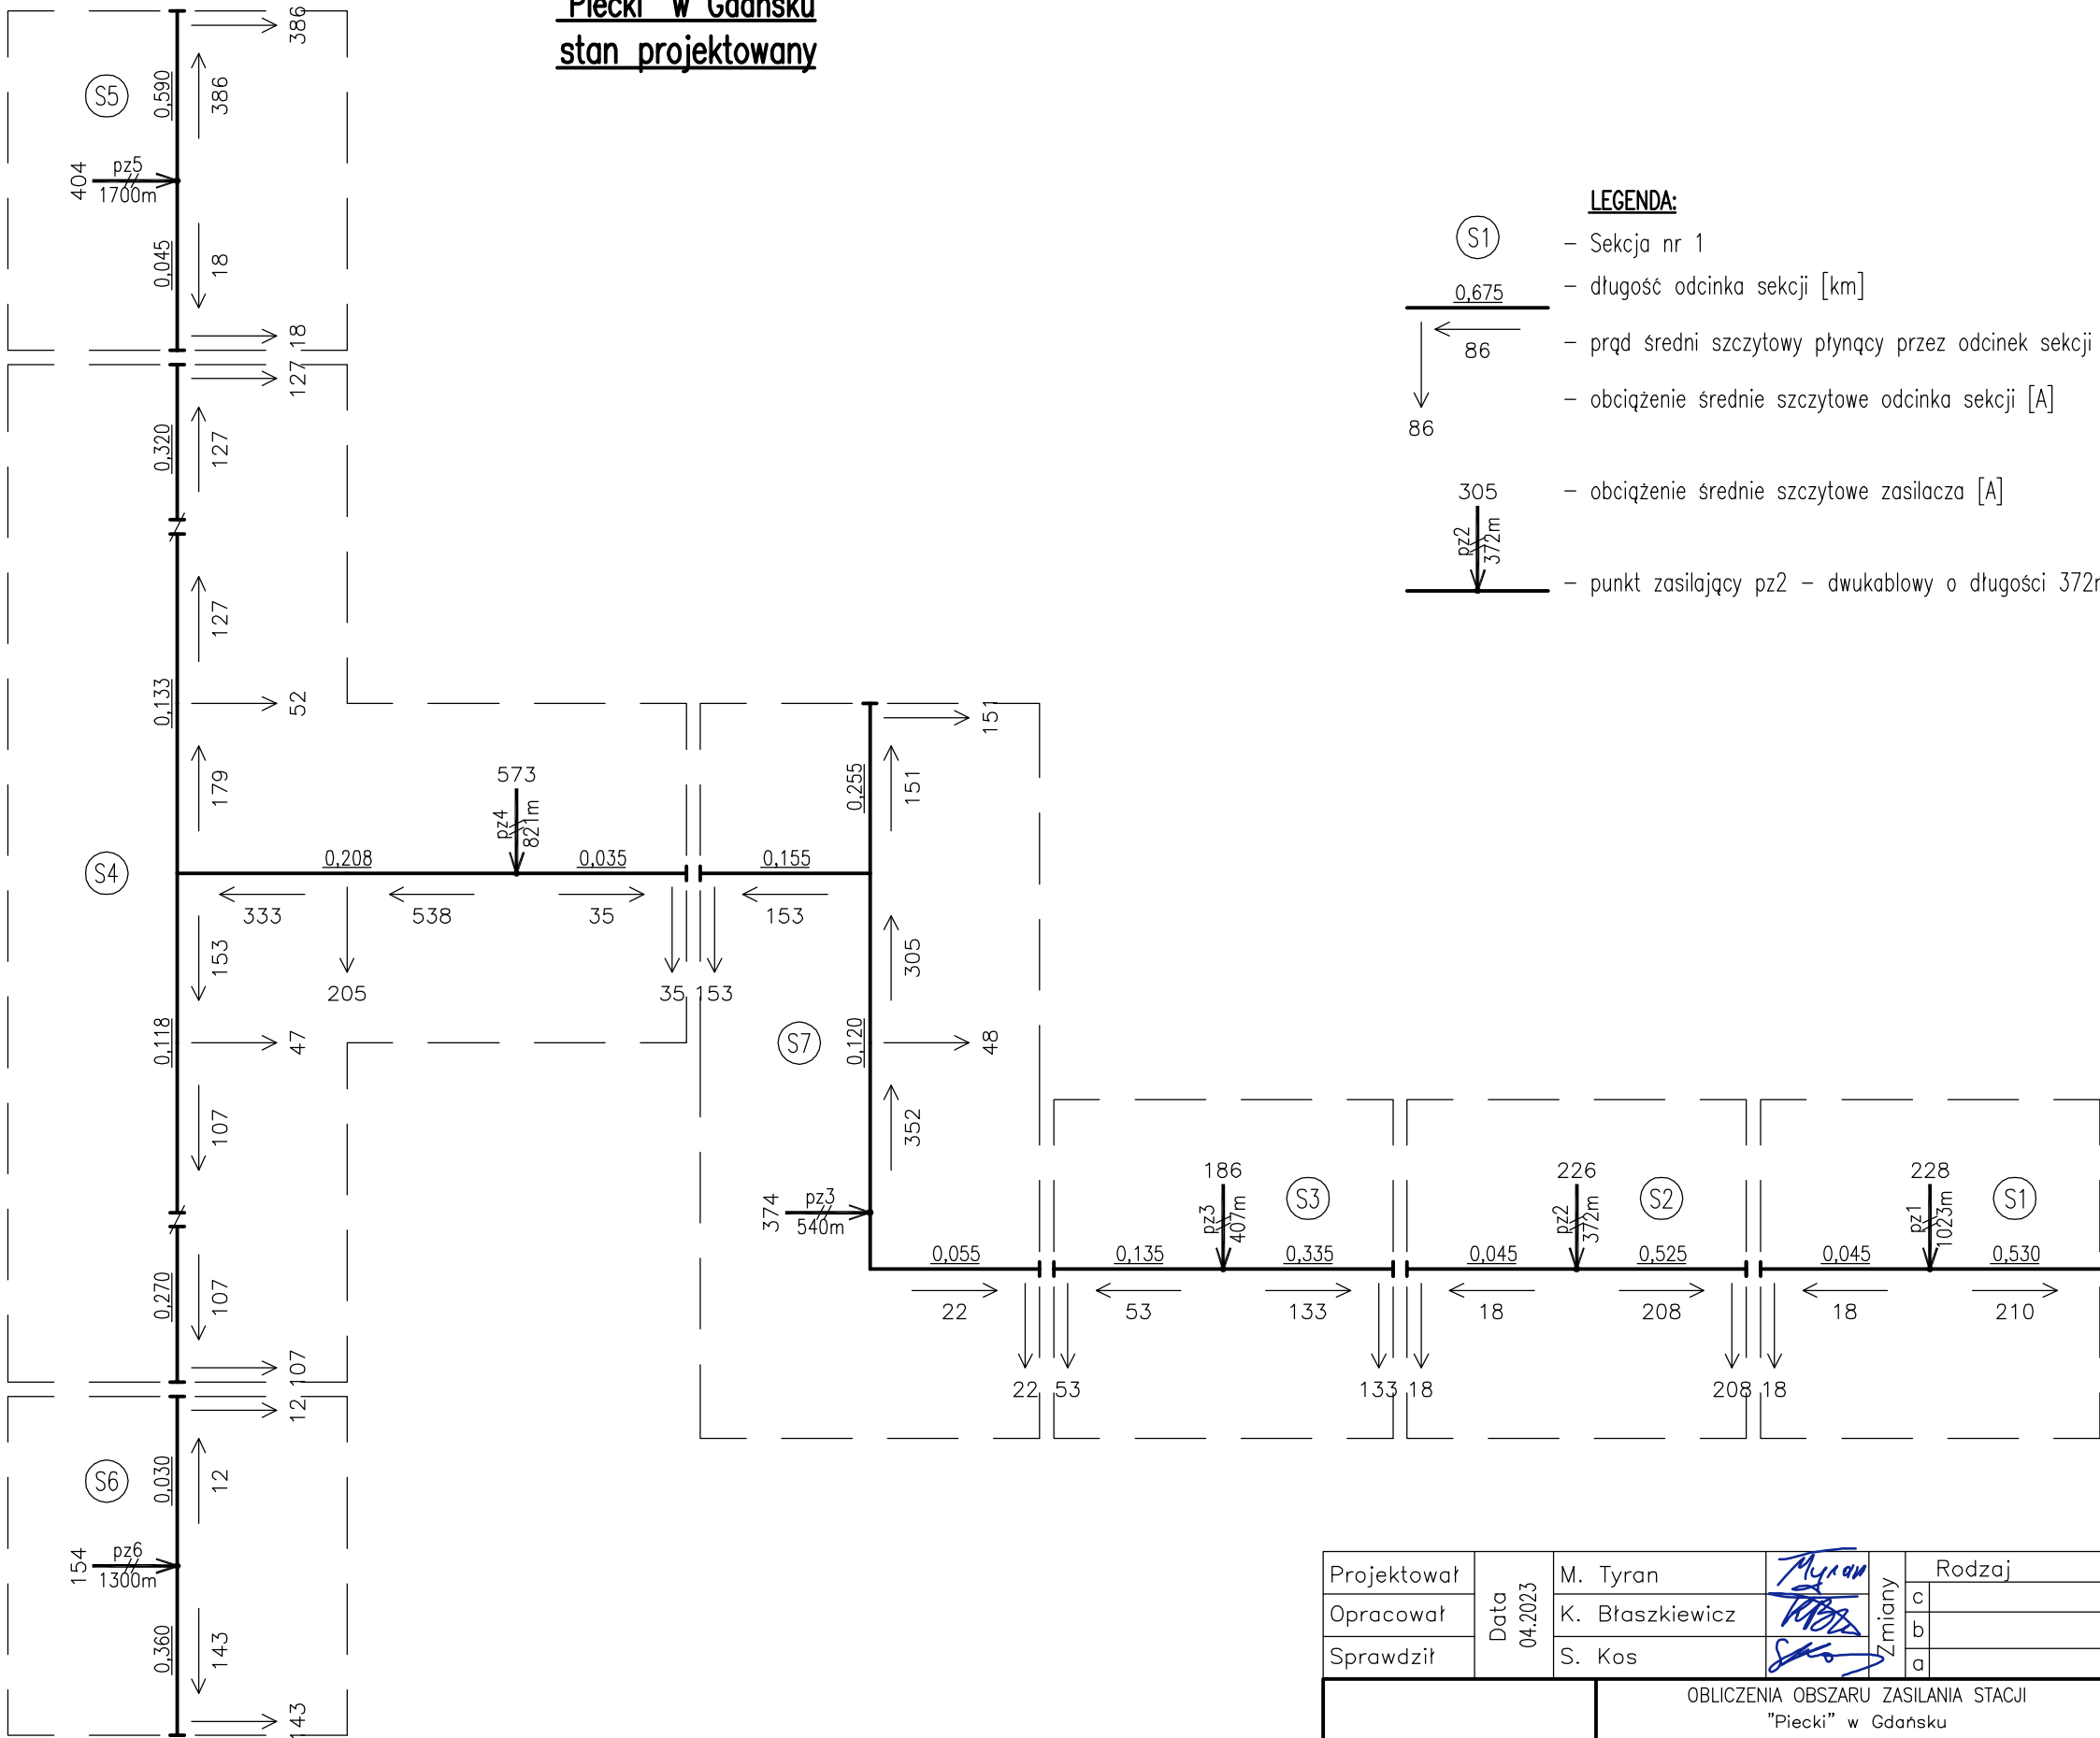 "Piecki" w Gdańsku
stan projektowany
386
S5
0,590
386
404
pz5
1700m
0,045
18
18
127
0,320
127
127
0,133
52
179
573
pz4
821m
S4
0,208
0,035
333
538
35
153
205
35
0,118
47
107
0,270
107
107
12
S6
0,030
12
154
pz6
1300m
0,360
143
143
151
0,255
151
0,155
153
153
305
S7
0,120
48
352
374
pz3
540m
0,055
22
22
186
pz3
407m
S3
0,135
0,335
53
133
53
133
226
pz2
372m
S2
0,045
0,525
18
208
18
208
228
pz1
1023m
S1
0,045
0,530
18
210
18
LEGENDA:
S1
- Sekcja nr 1
0,675
- długość odcinka sekcji [km]
86
- prąd średni szczytowy płynący przez odcinek sekcji
86
- obciążenie średnie szczytowe odcinka sekcji [A]
305
- obciążenie średnie szczytowe zasilacza [A]
pz2
372m
- punkt zasilający pz2 - dwukablowy o długości 372m
Projektował
M. Tyran
Opracował
K. Błaszkiewicz
Sprawdził
S. Kos
Data
04.2023
Zmiany
Rodzaj
c
b
a
OBLICZENIA OBSZARU ZASILANIA STACJI
"Piecki" w Gdańsku